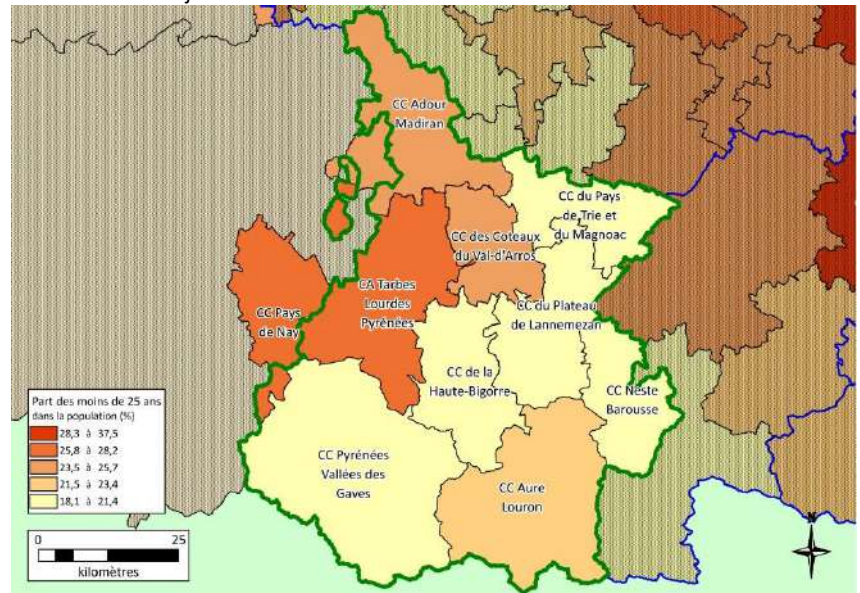 CC Adour
Madiran
CC du Pays
de Trie et
du Magnoac
CC des Coteaux
du Val-d'Arros
CA Tarbes
Lourdes
Pyrénées
CC Pays
de Nay
CC du Plateau
de Lannemezan
CC de la
Haute-Bigorre
CC Neste
Barousse
CC Pyrénées
Vallées des
Gaves
CC Aure
Louron
Part des moins de 25 ans
dans la population (%)
28,3 à 37,5
25,8 à 28,2
23,5 à 25,7
21,5 à 23,4
18,1 à 21,4
0 25
kilomètres
N